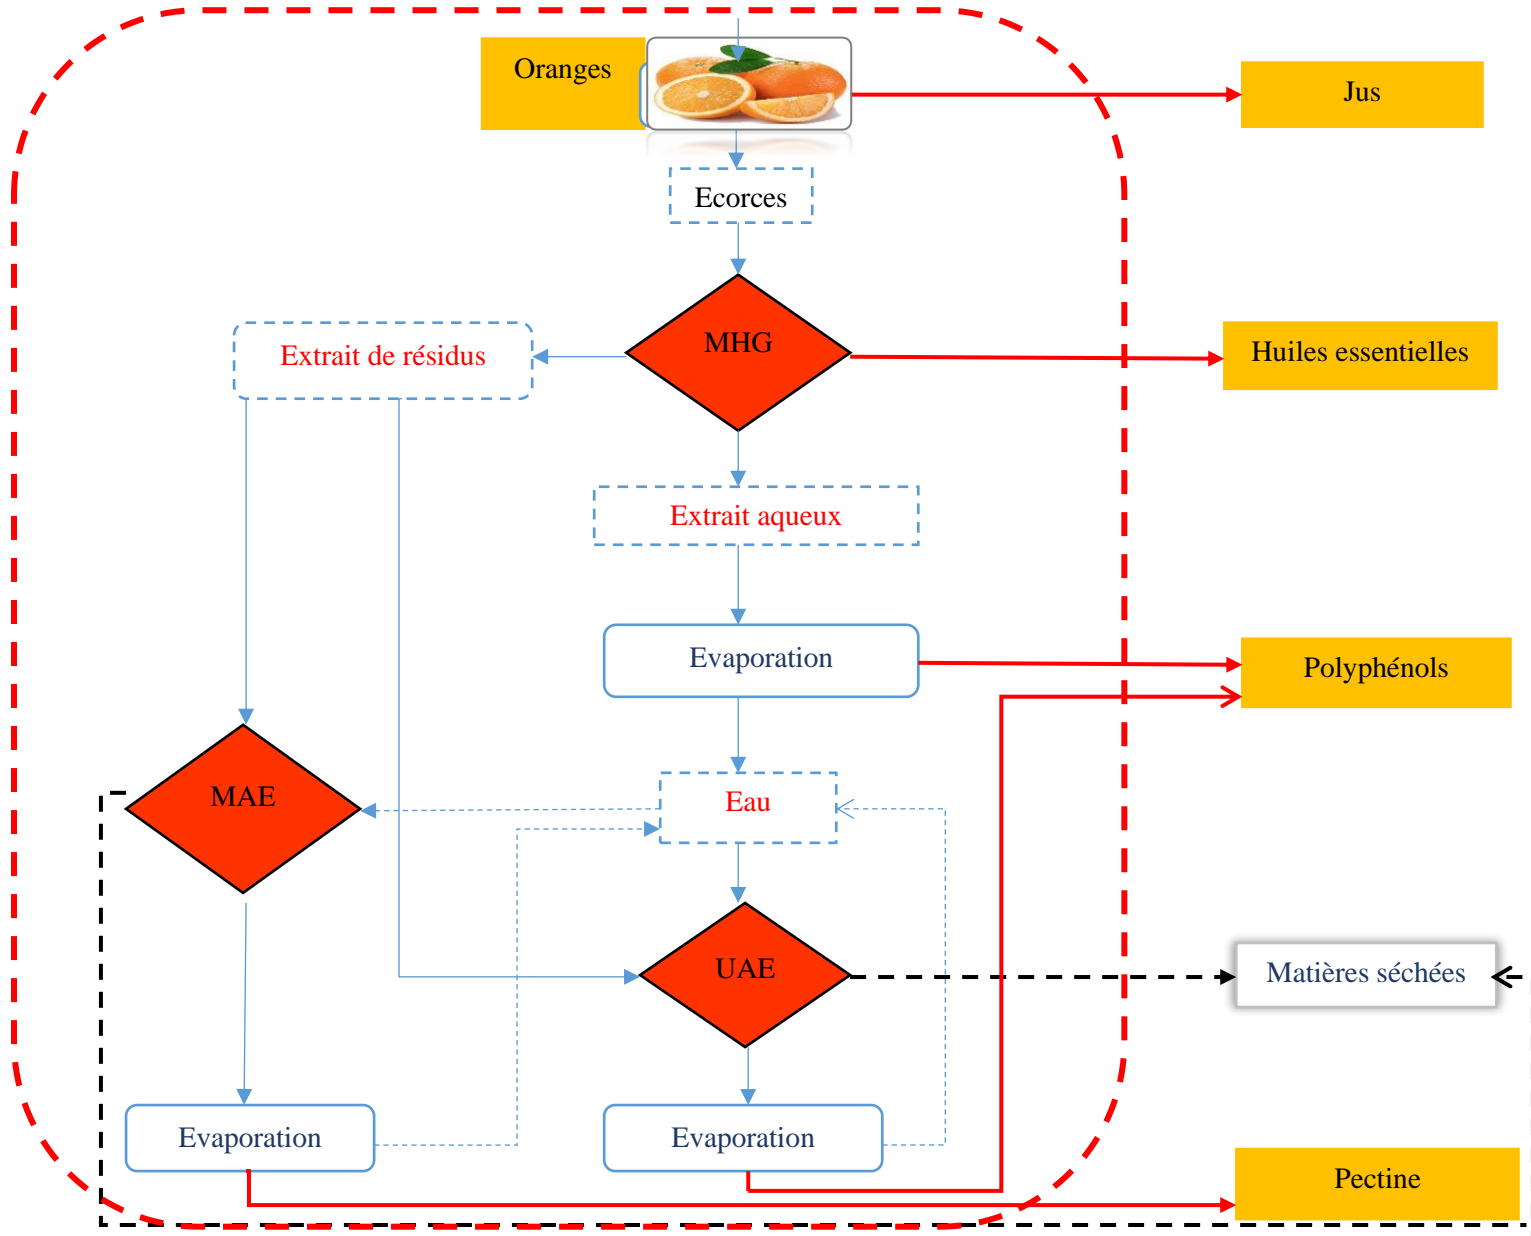 Oranges
Jus
Ecorces
MHG
Extrait de résidus
Huiles essentielles
Extrait aqueux
Evaporation
Polyphénols
MAE
Eau
UAE
Matières séchées
Evaporation
Evaporation
Pectine